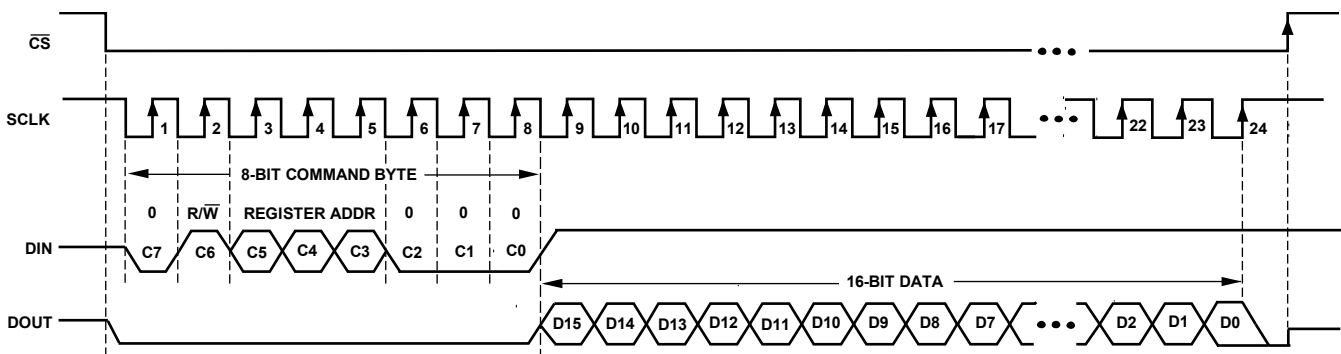 CS
SCLK
1 2 3 4 5 6 7 8 9 10 11 12 13 14 15 16 17 22 23 24
8-BIT COMMAND BYTE
0 R/W REGISTER ADDR 0 0 0
DIN C7 C6 C5 C4 C3 C2 C1 C0
16-BIT DATA
DOUT D15 D14 D13 D12 D11 D10 D9 D8 D7 D2 D1 D0